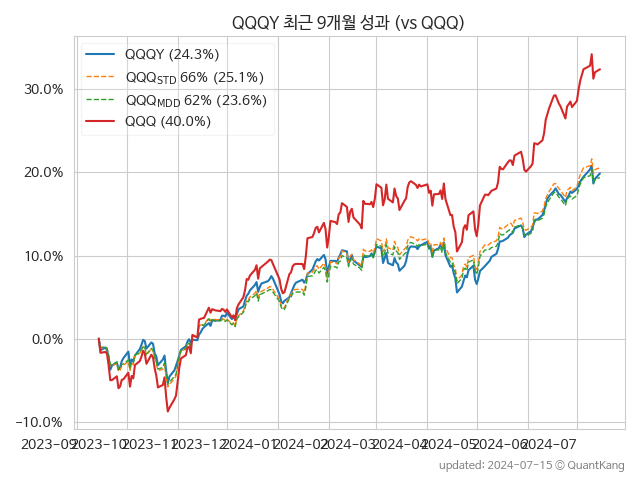 QQQY 최근 9개월 성과 (vs QQQ)
QQQY (24.3%)
QQQSTD 66% (25.1%)
QQQMDD 62% (23.6%)
QQQ (40.0%)
30.0%
20.0%
10.0%
0.0%
-10.0%
2023-09 2023-10 2023-11 2023-12 2024-01 2024-02 2024-03 2024-04 2024-05 2024-06 2024-07
updated: 2024-07-15 © QuantKang